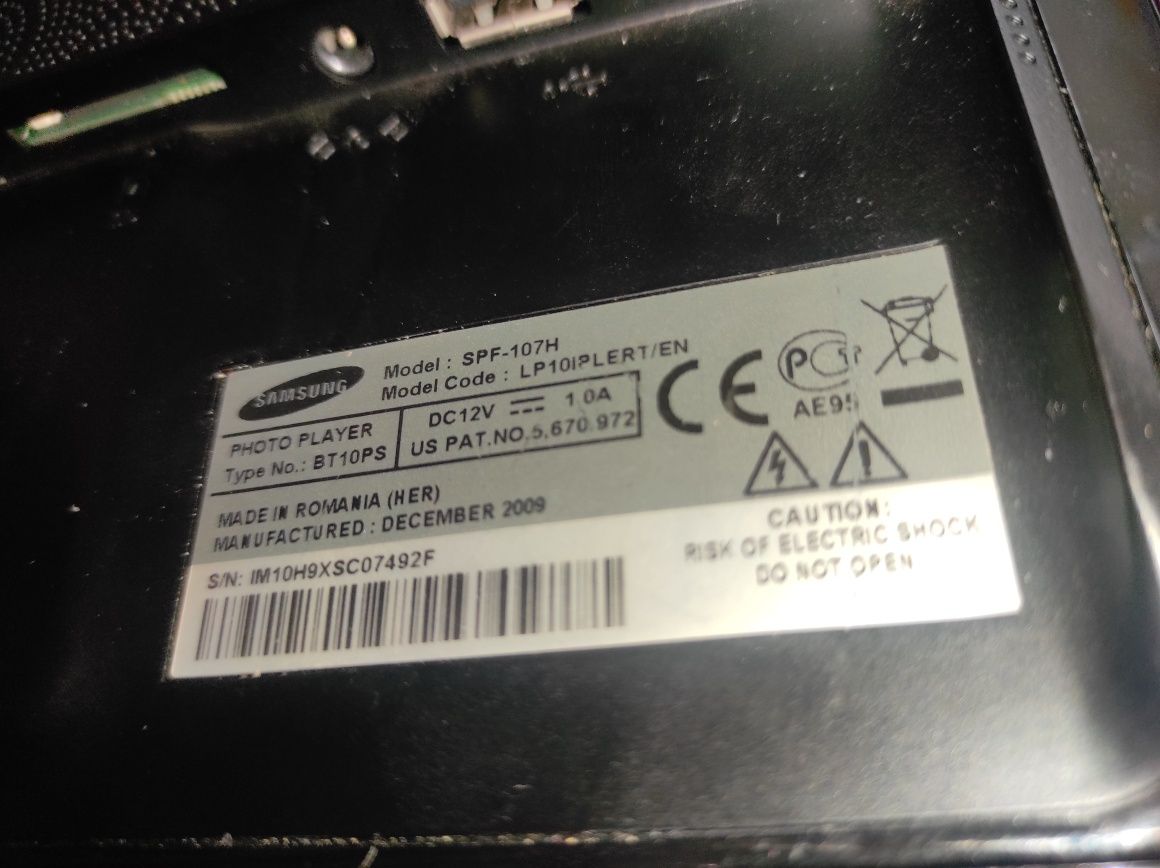 SAMSUNG
Model : SPF-107H
Model Code : LP10IPLERT/EN
PHOTO PLAYER
Type No.: BT10PS
DC12V 1.0A
US PAT.NO.5,670,972
MADE IN ROMANIA (HER)
MANUFACTURED : DECEMBER 2009
S/N: IM10H9XSC07492F
CE
PCT
AE95
CAUTION:
RISK OF ELECTRIC SHOCK
DO NOT OPEN